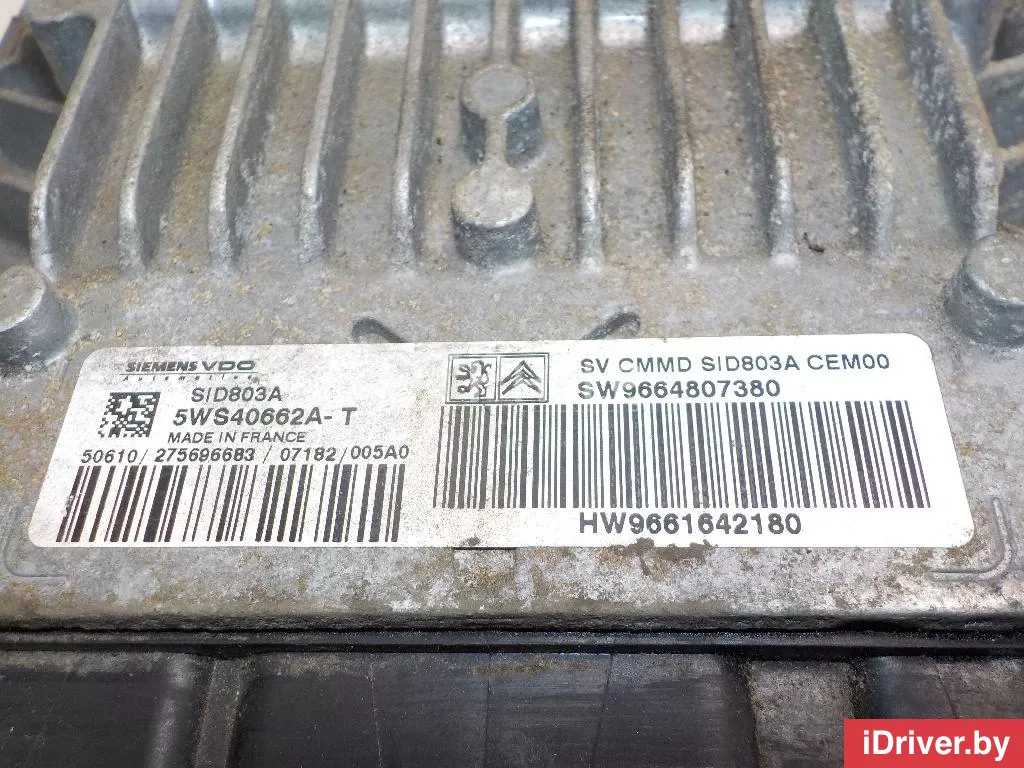 SIEMENS VDO
Automotive
SID803A
5WS40662A-T
MADE IN FRANCE
50610/275696683/07182/005A0
SV CMMD SID803A CEM00
SW9664807380
HW9661642180
iDriver.by